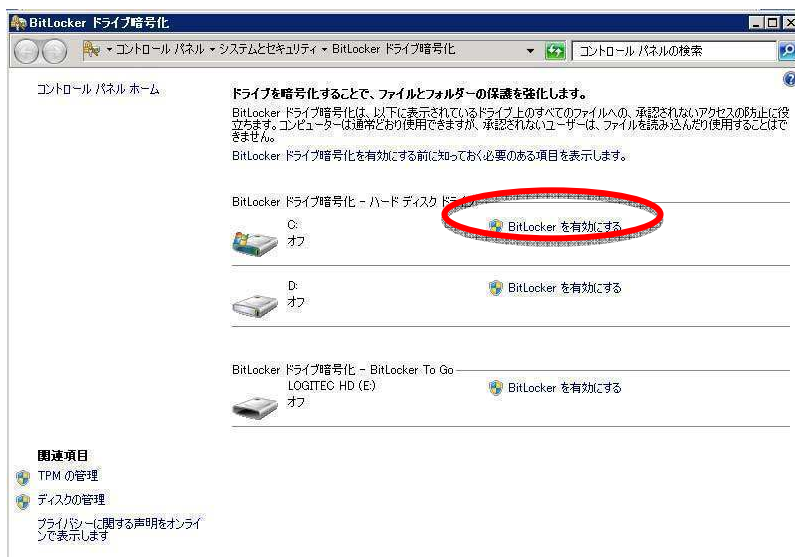 BitLocker ドライブ暗号化
コントロール パネル
システムとセキュリティ
BitLocker ドライブ暗号化
コントロール パネルの検索
コントロール パネル ホーム
ドライブを暗号化することで、ファイルとフォルダーの保護を強化します。
BitLocker ドライブ暗号化は、以下に表示されているドライブ上のすべてのファイルへの、承認されないアクセスの防止に役
立ちます。コンピューターは通常どおり使用できますが、承認されないユーザーは、ファイルを読み込んだり使用することはで
きません。
BitLocker ドライブ暗号化を有効にする前に知っておく必要のある項目を表示します。
BitLocker ドライブ暗号化 - ハード ディスク ドライブ
C:
オフ
BitLocker を有効にする
D:
オフ
BitLocker を有効にする
BitLocker ドライブ暗号化 - BitLocker To Go
LOGITEC HD (E:)
オフ
BitLocker を有効にする
関連項目
TPM の管理
ディスクの管理
プライバシーに関する声明をオンライ
ンで表示します